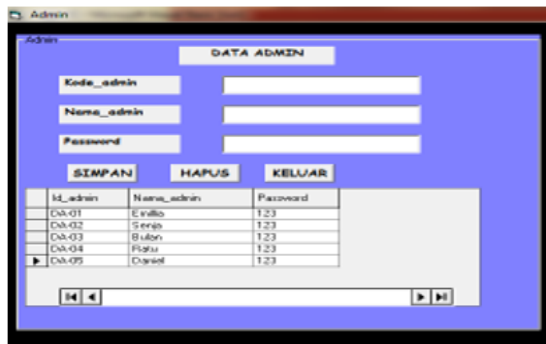 Admin
Admin
DATA ADMIN
Kode_admin
Nama_admin
Password
SIMPAN HAPUS KELUAR
Id_admin Nama_admin Password
DA-01 Emilia 123
DA-02 Senja 123
DA-03 Bulan 123
DA-04 Ratu 123
DA-05 Daniel 123